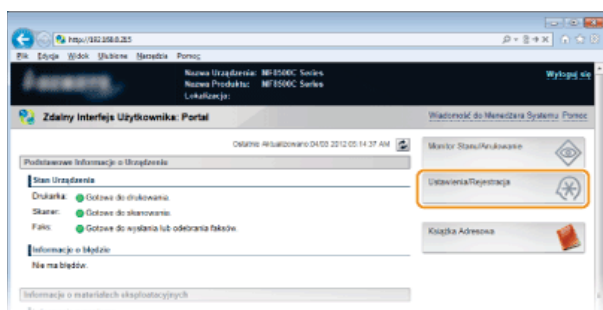 http://192.168.0.215
Plik Edycja Widok Ulubione Narzędzia Pomoc
Nazwa Urządzenia: MF8500C Series
Nazwa Produktu: MF8500C Series
Lokalizacja:
Wyloguj się
Zdalny Interfejs Użytkownika: Portal
Wiadomość do Menedżera Systemu Pomoc
Ostatnio Aktualizowano:04/03 2012 05:14:37 AM
Podstawowe Informacje o Urządzeniu
Stan Urządzenia
Drukarka: Gotowe do drukowania.
Skaner: Gotowe do skanowania.
Faks: Gotowe do wysłania lub odebrania faksów.
Informacje o błędzie
Nie ma błędów.
Informacje o materiałach eksploatacyjnych
Monitor Stanu/Anulowanie
Ustawienia/Rejestracja
Książka Adresowa